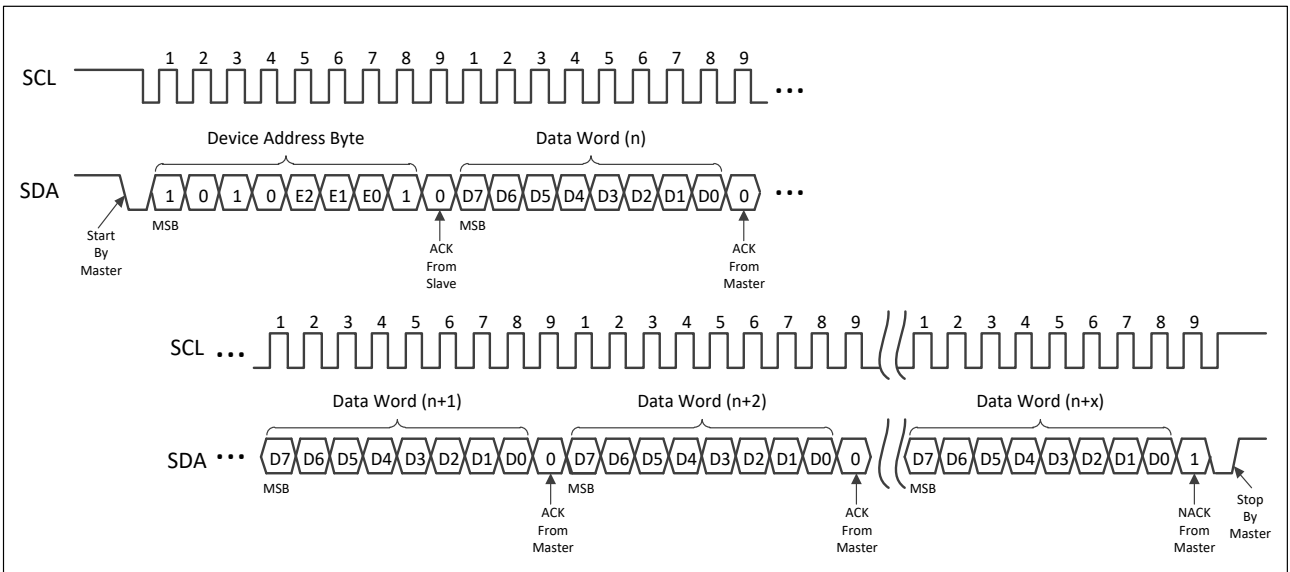 1 2 3 4 5 6 7 8 9 1 2 3 4 5 6 7 8 9
SCL ...
Device Address Byte Data Word (n)
SDA 1 0 1 0 E2 E1 E0 1 0 D7 D6 D5 D4 D3 D2 D1 D0 0 ...
MSB MSB
Start
By
Master
ACK
From
Slave
ACK
From
Master
1 2 3 4 5 6 7 8 9 1 2 3 4 5 6 7 8 9 1 2 3 4 5 6 7 8 9
SCL ...
Data Word (n+1) Data Word (n+2) Data Word (n+x)
SDA ... D7 D6 D5 D4 D3 D2 D1 D0 0 D7 D6 D5 D4 D3 D2 D1 D0 0 D7 D6 D5 D4 D3 D2 D1 D0 1
MSB MSB MSB
ACK
From
Master
ACK
From
Master
NACK
From
Master
Stop
By
Master